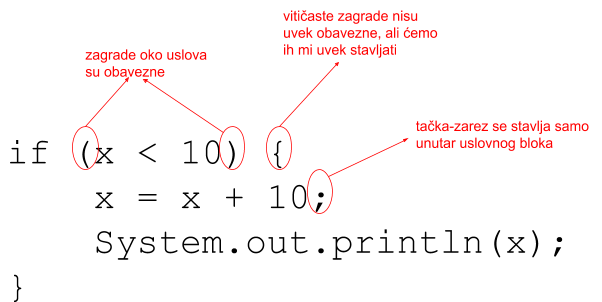 vitičaste zagrade nisu
uvek obavezne, ali ćemo
ih mi uvek stavljati
zagrade oko uslova
su obavezne
tačka-zarez se stavlja samo
unutar uslovnog bloka
if (x < 10) {
    x = x + 10;
    System.out.println(x);
}